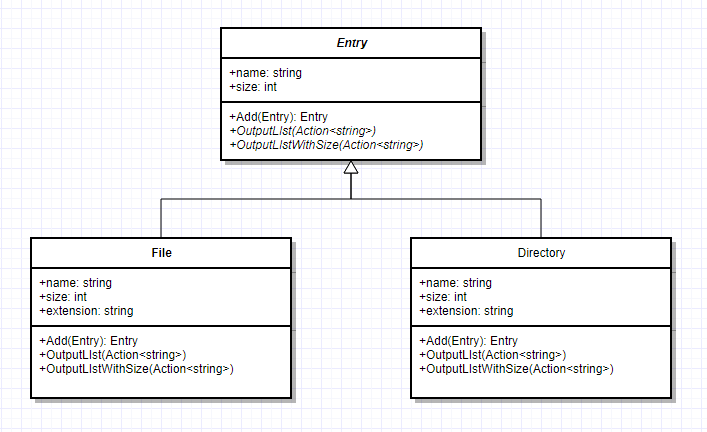 Entry
+name: string
+size: int
+Add(Entry): Entry
+OutputLIst(Action<string>)
+OutputLIstWithSize(Action<string>)
File
+name: string
+size: int
+extension: string
+Add(Entry): Entry
+OutputLIst(Action<string>)
+OutputLIstWithSize(Action<string>)
Directory
+name: string
+size: int
+extension: string
+Add(Entry): Entry
+OutputLIst(Action<string>)
+OutputLIstWithSize(Action<string>)